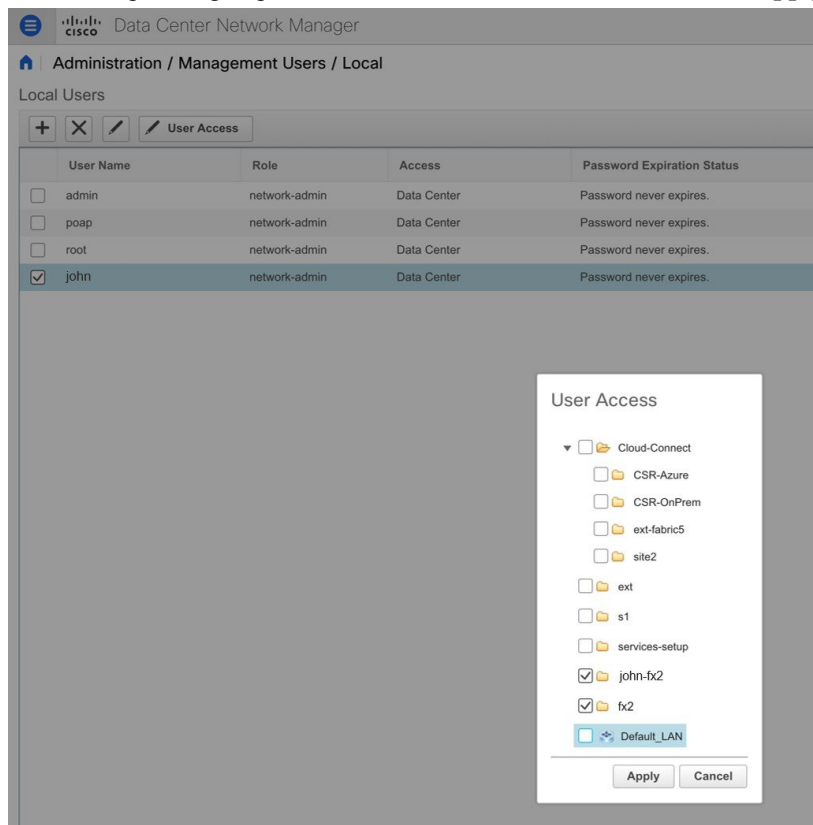 cisco Data Center Network Manager
Administration / Management Users / Local
Local Users
User Access
User Name Role Access Password Expiration Status
admin network-admin Data Center Password never expires.
poap network-admin Data Center Password never expires.
root network-admin Data Center Password never expires.
john network-admin Data Center Password never expires.
User Access
Cloud-Connect
CSR-Azure
CSR-OnPrem
ext-fabric5
site2
ext
s1
services-setup
john-fx2
fx2
Default_LAN
Apply Cancel